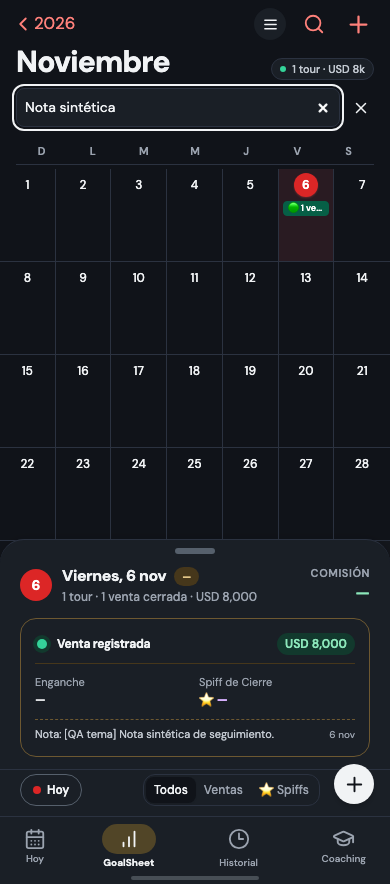 2026
Noviembre
1 tour · USD 8k
Nota sintética
D L M M J V S
1 2 3 4 5 6 7
1 ve...
8 9 10 11 12 13 14
15 16 17 18 19 20 21
22 23 24 25 26 27 28
6
Viernes, 6 nov –
1 tour · 1 venta cerrada · USD 8,000
COMISIÓN
–
Venta registrada USD 8,000
Enganche Spiff de Cierre
– ⭐ –
Nota: [QA tema] Nota sintética de seguimiento. 6 nov
Hoy Todos Ventas ⭐ Spiffs
Hoy GoalSheet Historial Coaching